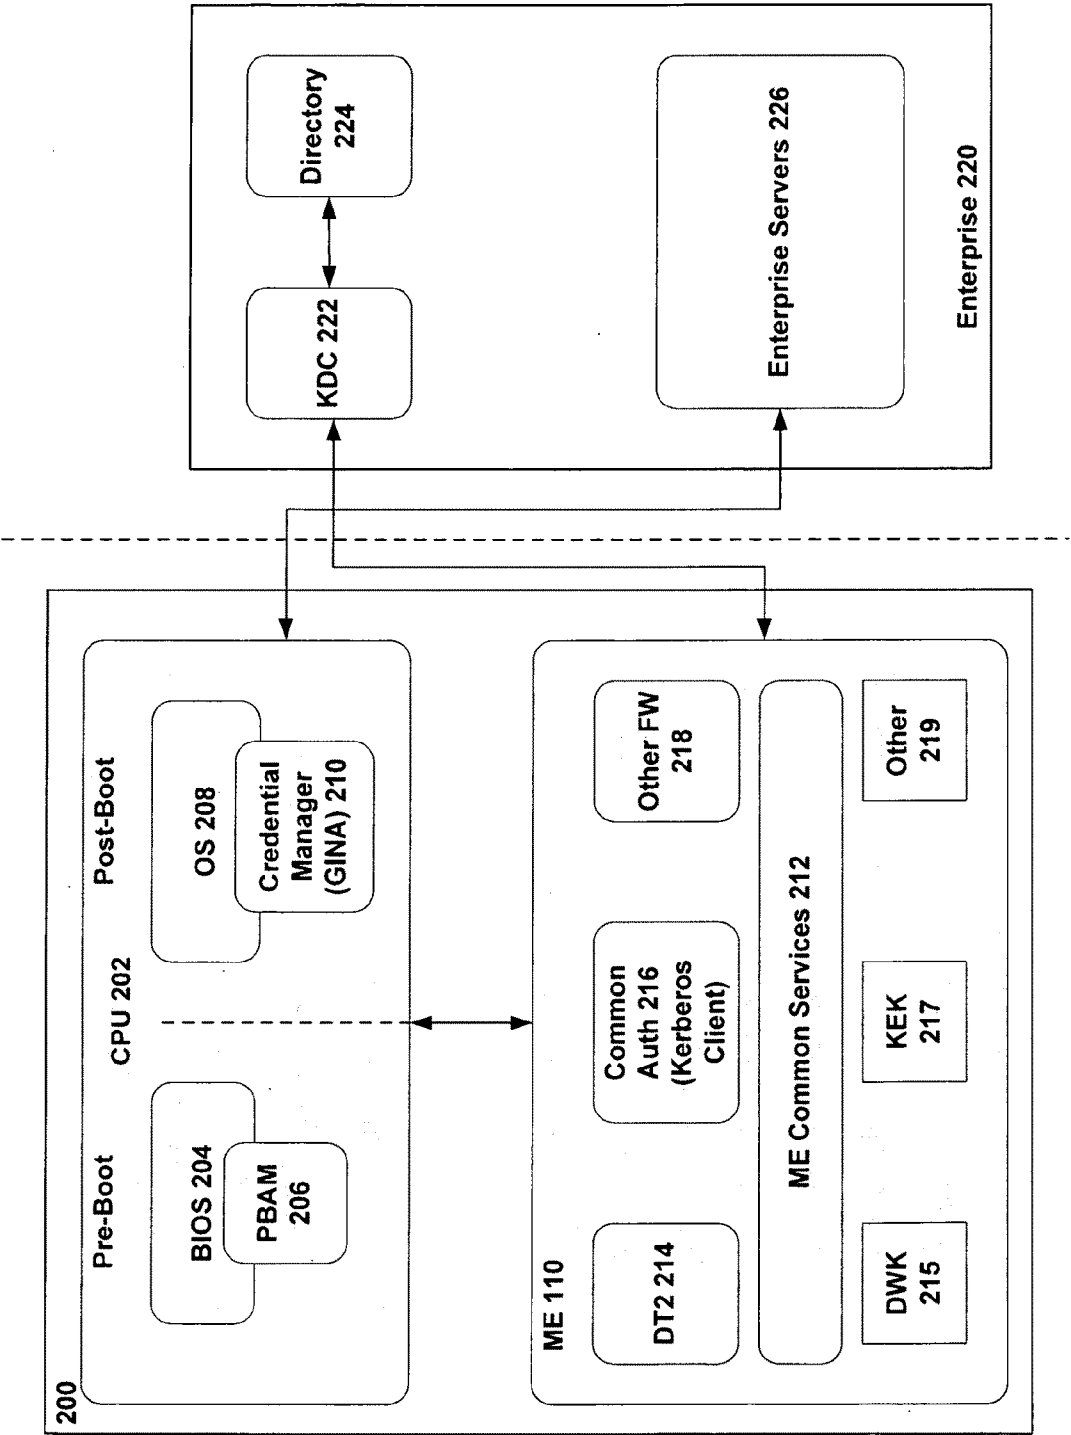 200
CPU 202
Pre-Boot
Post-Boot
BIOS 204
PBAM
206
OS 208
Credential
Manager
(GINA) 210
ME 110
DT2 214
Common
Auth 216
(Kerberos
Client)
Other FW
218
ME Common Services 212
DWK
215
KEK
217
Other
219
KDC 222
Directory
224
Enterprise Servers 226
Enterprise 220